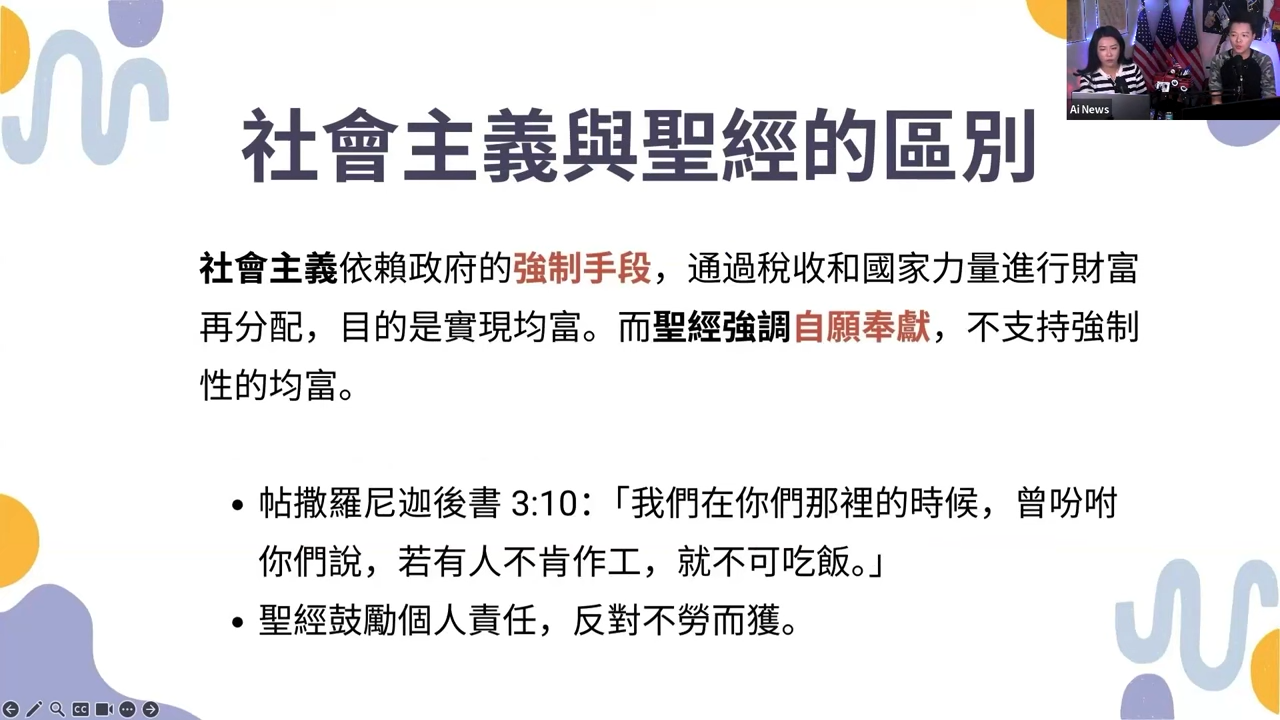 社會主義與聖經的區別
Ai News
社會主義依賴政府的強制手段，通過稅收和國家力量進行財富
再分配，目的是實現均富。而聖經強調自願奉獻，不支持強制
性的均富。
• 帖撒羅尼迦後書 3:10：「我們在你們那裡的時候，曾吩咐
你們說，若有人不肯作工，就不可吃飯。」
• 聖經鼓勵個人責任，反對不勞而獲。
CC